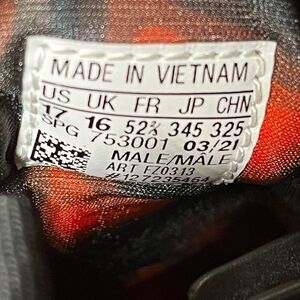 MADE IN VIETNAM
US UK FR JP CHN
17 16 52⅔ 345 325
SPG 753001 03/21
MALE/MÂLE
ART FZ0313
#127235464